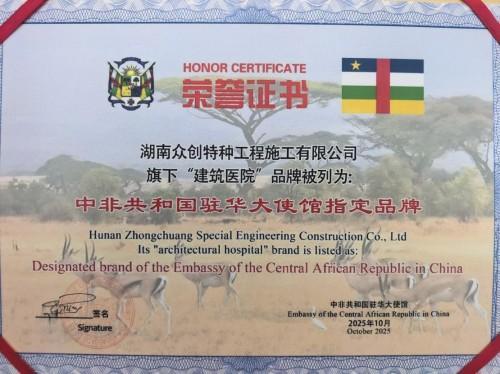 HONOR CERTIFICATE
荣誉证书
湖南众创特种工程施工有限公司
旗下“建筑医院”品牌被列为:
中非共和国驻华大使馆指定品牌
Hunan Zhongchuang Special Engineering Construction Co., Ltd
Its "architectural hospital" brand is listed as:
Designated brand of the Embassy of the Central African Republic in China
签名
Signature
中非共和国驻华大使馆
Embassy of the Central African Republic in China
2025年10月
October 2025